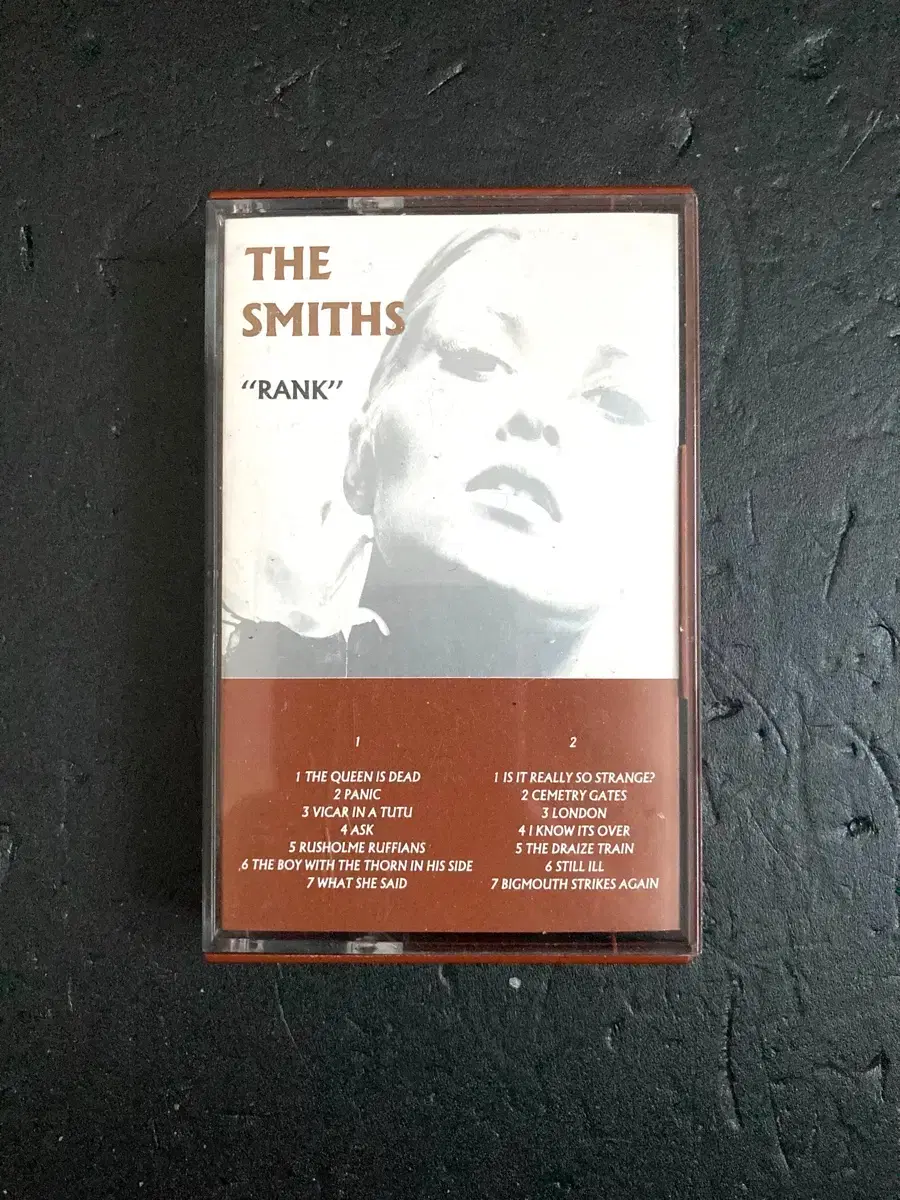 THE
SMITHS
“RANK”
1
1 THE QUEEN IS DEAD
2 PANIC
3 VICAR IN A TUTU
4 ASK
5 RUSHOLME RUFFIANS
6 THE BOY WITH THE THORN IN HIS SIDE
7 WHAT SHE SAID
2
1 IS IT REALLY SO STRANGE?
2 CEMETRY GATES
3 LONDON
4 I KNOW ITS OVER
5 THE DRAIZE TRAIN
6 STILL ILL
7 BIGMOUTH STRIKES AGAIN